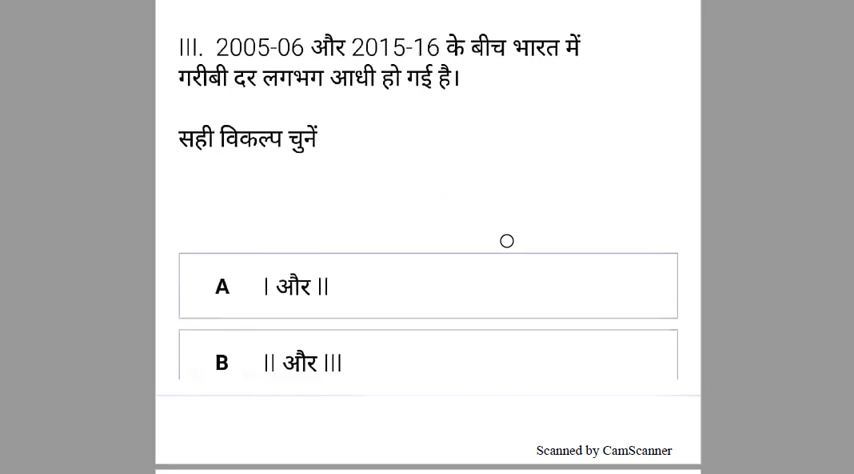 III. 2005-06 और 2015-16 के बीच भारत में
गरीबी दर लगभग आधी हो गई है।
सही विकल्प चुनें
A I और II
B II और III
Scanned by CamScanner